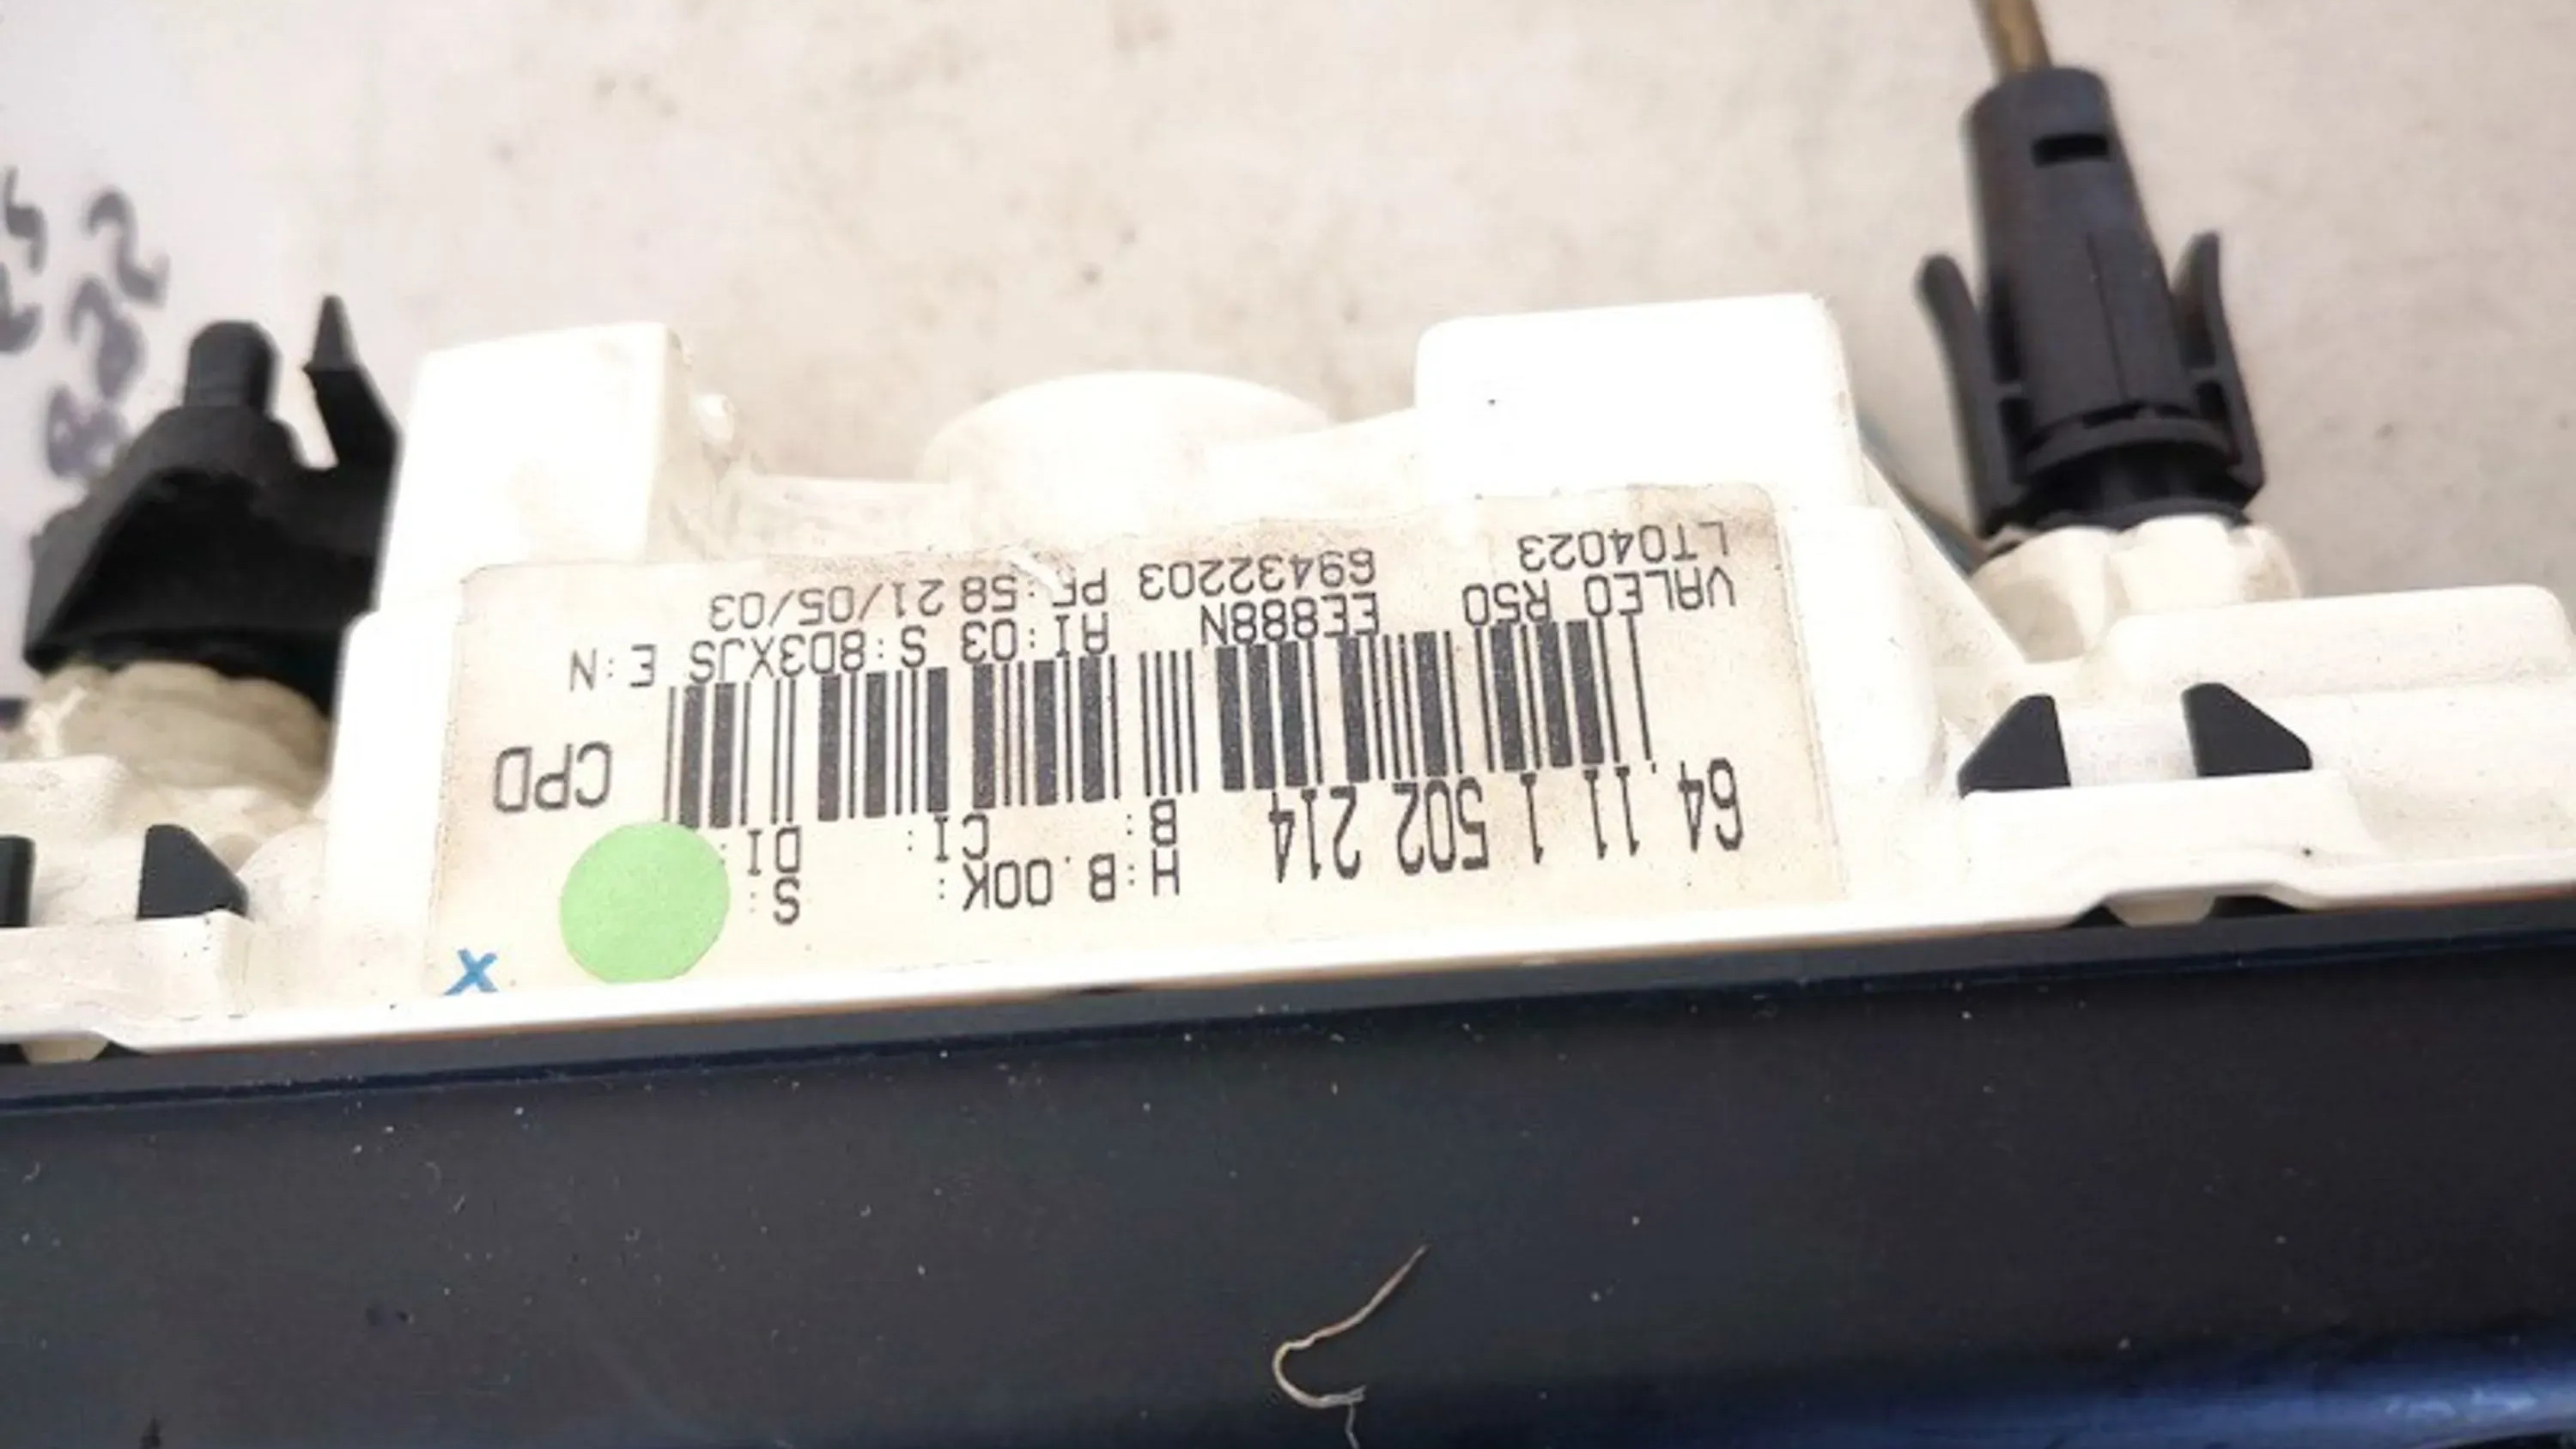 64.11 1 502 214
H:B.00K:
S:
B:
CI:
DI:
CPD
VALEO R50
EE888N
AI:03 S:8D3XJS E:N
LT04023
69432203
PF:58 21/05/03
x